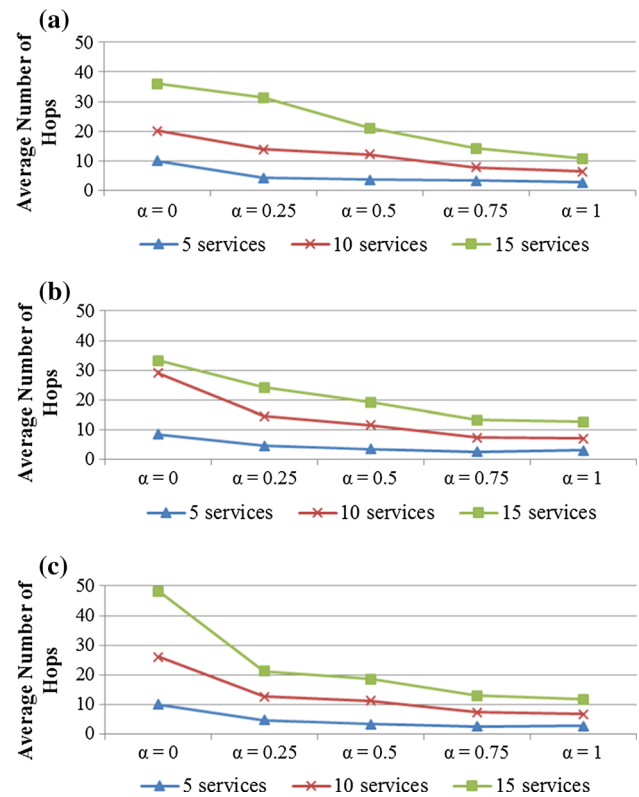 (a)
Average Number of
Hops
50
40
30
20
10
0
α = 0 α = 0.25 α = 0.5 α = 0.75 α = 1
5 services 10 services 15 services
(b)
Average Number of
Hops
50
40
30
20
10
0
α = 0 α = 0.25 α = 0.5 α = 0.75 α = 1
5 services 10 services 15 services
(c)
Average Number of
Hops
50
40
30
20
10
0
α = 0 α = 0.25 α = 0.5 α = 0.75 α = 1
5 services 10 services 15 services